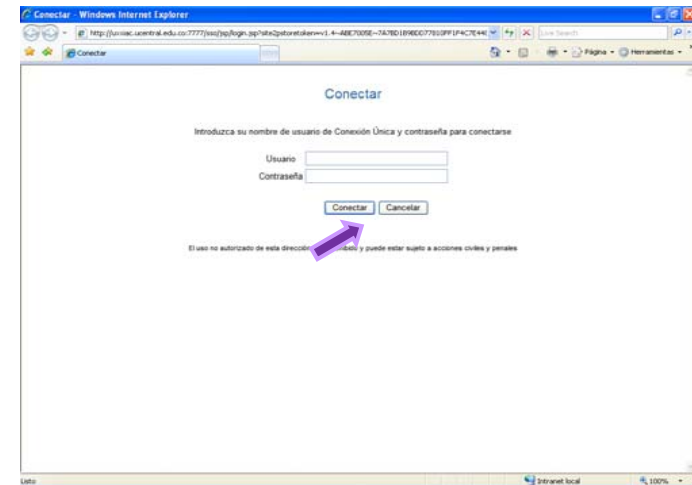 Conectar - Windows Internet Explorer
Live Search
Conectar
Página
Herramientas
Conectar
Introduzca su nombre de usuario de Conexión Única y contraseña para conectarse
Usuario
Contraseña
Conectar Cancelar
El uso no autorizado de esta y puede estar sujeto a acciones civiles y penales
Listo
Intranet local
100%